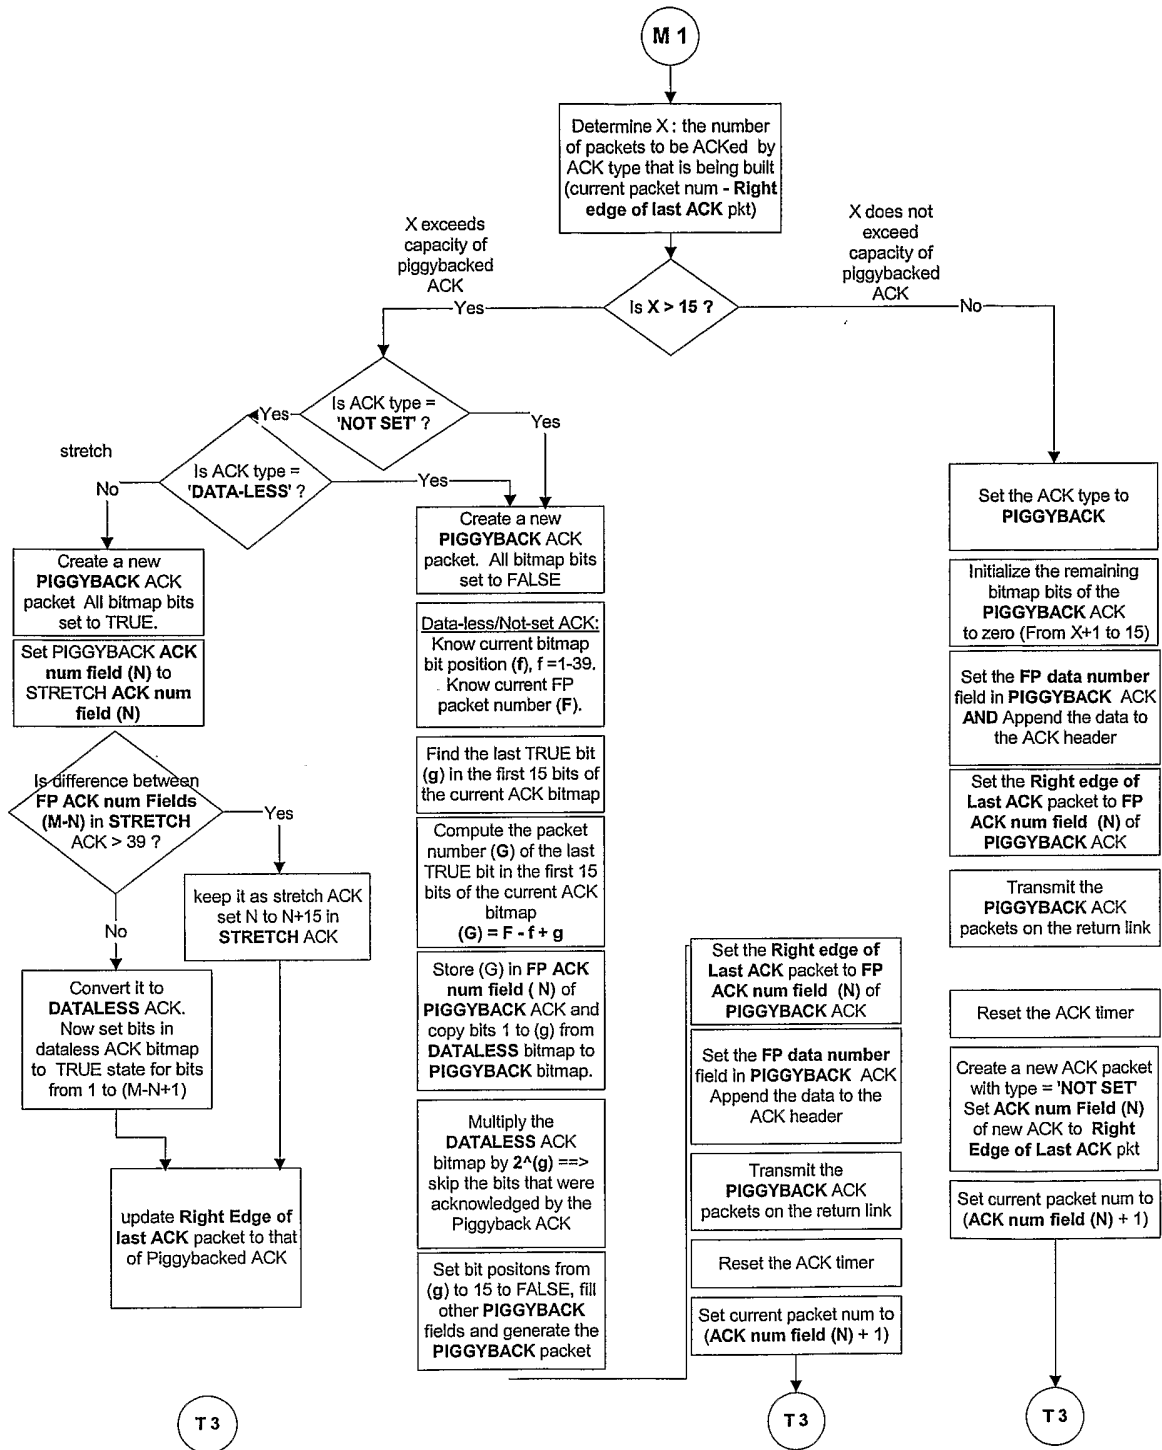 M 1
Determine X: the number
of packets to be ACKed by
ACK type that is being built
(current packet num - Right
edge of last ACK pkt)
X exceeds
capacity of
piggybacked
ACK
X does not
exceed
capacity of
piggybacked
ACK
Is X > 15 ?
Yes
No
Is ACK type =
'NOT SET' ?
Yes
Yes
stretch
Is ACK type =
'DATA-LESS' ?
No
Yes
Create a new
PIGGYBACK ACK
packet All bitmap bits
set to TRUE.
Set PIGGYBACK ACK
num field (N) to
STRETCH ACK num
field (N)
Is difference between
FP ACK num Fields
(M-N) in STRETCH
ACK > 39 ?
Yes
No
keep it as stretch ACK
set N to N+15 in
STRETCH ACK
Convert it to
DATALESS ACK.
Now set bits in
dataless ACK bitmap
to TRUE state for bits
from 1 to (M-N+1)
update Right Edge of
last ACK packet to that
of Piggybacked ACK
T 3
Create a new
PIGGYBACK ACK
packet. All bitmap bits
set to FALSE
Data-less/Not-set ACK:
Know current bitmap
bit position (f), f =1-39.
Know current FP
packet number (F).
Find the last TRUE bit
(g) in the first 15 bits of
the current ACK bitmap
Compute the packet
number (G) of the last
TRUE bit in the first 15
bits of the current ACK
bitmap
(G) = F - f + g
Store (G) in FP ACK
num field ( N) of
PIGGYBACK ACK and
copy bits 1 to (g) from
DATALESS bitmap to
PIGGYBACK bitmap.
Multiply the
DATALESS ACK
bitmap by 2^(g) ==>
skip the bits that were
acknowledged by the
Piggyback ACK
Set bit positons from
(g) to 15 to FALSE, fill
other PIGGYBACK
fields and generate the
PIGGYBACK packet
Set the Right edge of
Last ACK packet to FP
ACK num field (N) of
PIGGYBACK ACK
Set the FP data number
field in PIGGYBACK ACK
Append the data to the
ACK header
Transmit the
PIGGYBACK ACK
packets on the return link
Reset the ACK timer
Set current packet num to
(ACK num field (N) + 1)
T 3
Set the ACK type to
PIGGYBACK
Initialize the remaining
bitmap bits of the
PIGGYBACK ACK
to zero (From X+1 to 15)
Set the FP data number
field in PIGGYBACK ACK
AND Append the data to
the ACK header
Set the Right edge of
Last ACK packet to FP
ACK num field (N) of
PIGGYBACK ACK
Transmit the
PIGGYBACK ACK
packets on the return link
Reset the ACK timer
Create a new ACK packet
with type = 'NOT SET'
Set ACK num Field (N)
of new ACK to Right
Edge of Last ACK pkt
Set current packet num to
(ACK num field (N) + 1)
T 3